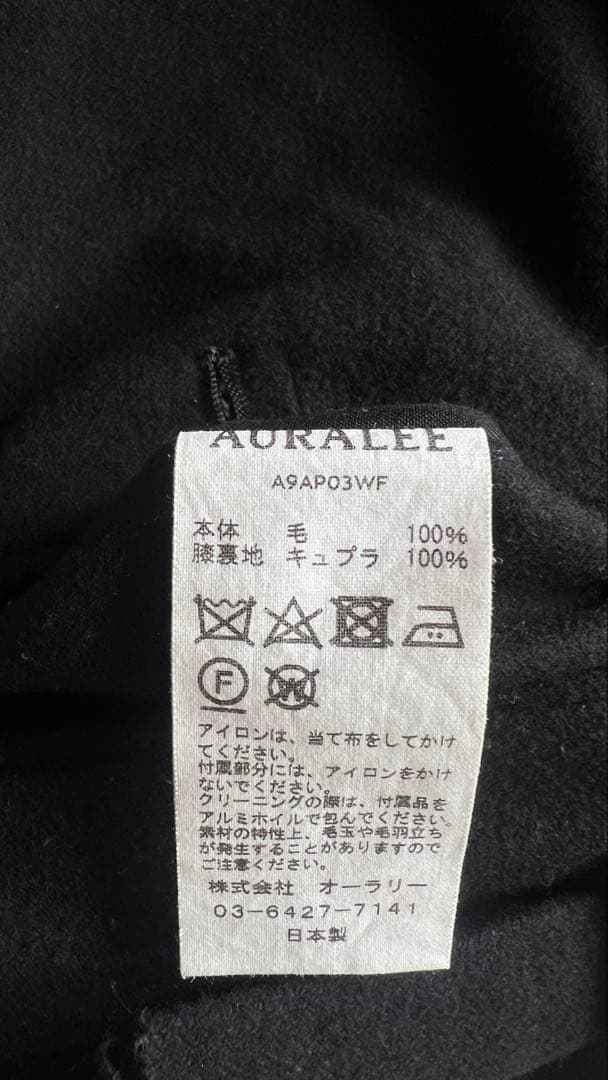 AURALEE
A9AP03WF
本体 毛 100%
膝裏地 キュプラ 100%
F
W
アイロンは、当て布をしてかけ
てください。
付属部分には、アイロンをかけ
ないでください。
クリーニングの際は、付属品を
アルミホイルで包んでください。
素材の特性上、毛玉や毛羽立ち
が発生することがありますので
ご注意ください。
株式会社 オーラリー
03-6427-7141
日本製